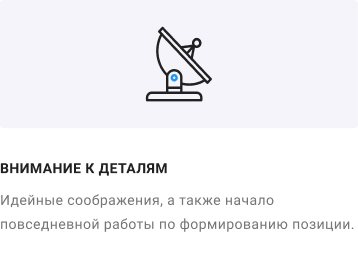 ВНИМАНИЕ К ДЕТАЛЯМ
Идейные соображения, а также начало
повседневной работы по формированию позиции.